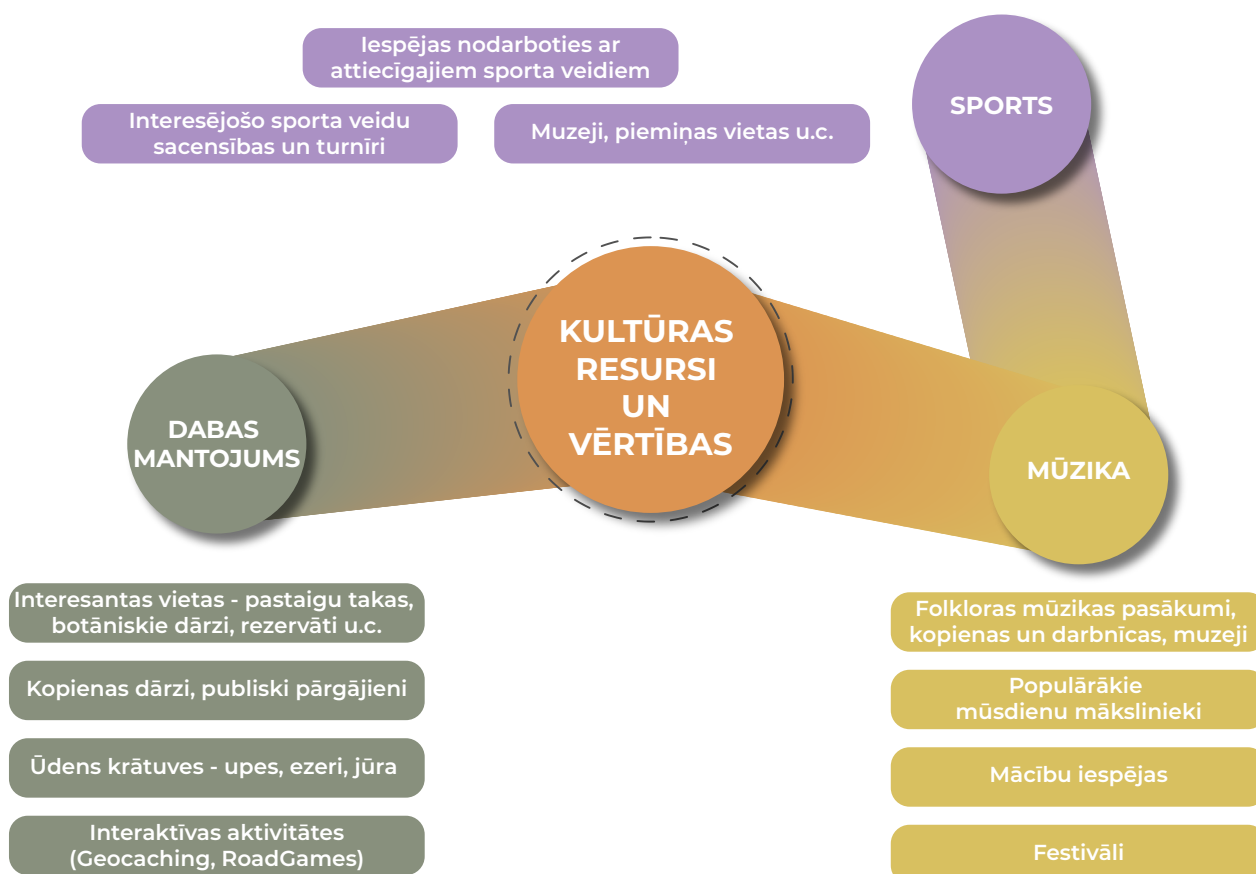 Iespējas nodarboties ar
attiecīgajiem sporta veidiem
Interesējošo sporta veidu
sacensības un turnīri
Muzeji, piemiņas vietas u.c.
SPORTS
KULTŪRAS
RESURSI
UN
VĒRTĪBAS
DABAS
MANTOJUMS
MŪZIKA
Interesantas vietas - pastaigu takas,
botāniskie dārzi, rezervāti u.c.
Kopienas dārzi, publiski pārgājieni
Ūdens krātuves - upes, ezeri, jūra
Interaktīvas aktivitātes
(Geocaching, RoadGames)
Folkloras mūzikas pasākumi,
kopienas un darbnīcas, muzeji
Populārākie
mūsdienu mākslinieki
Mācību iespējas
Festivāli